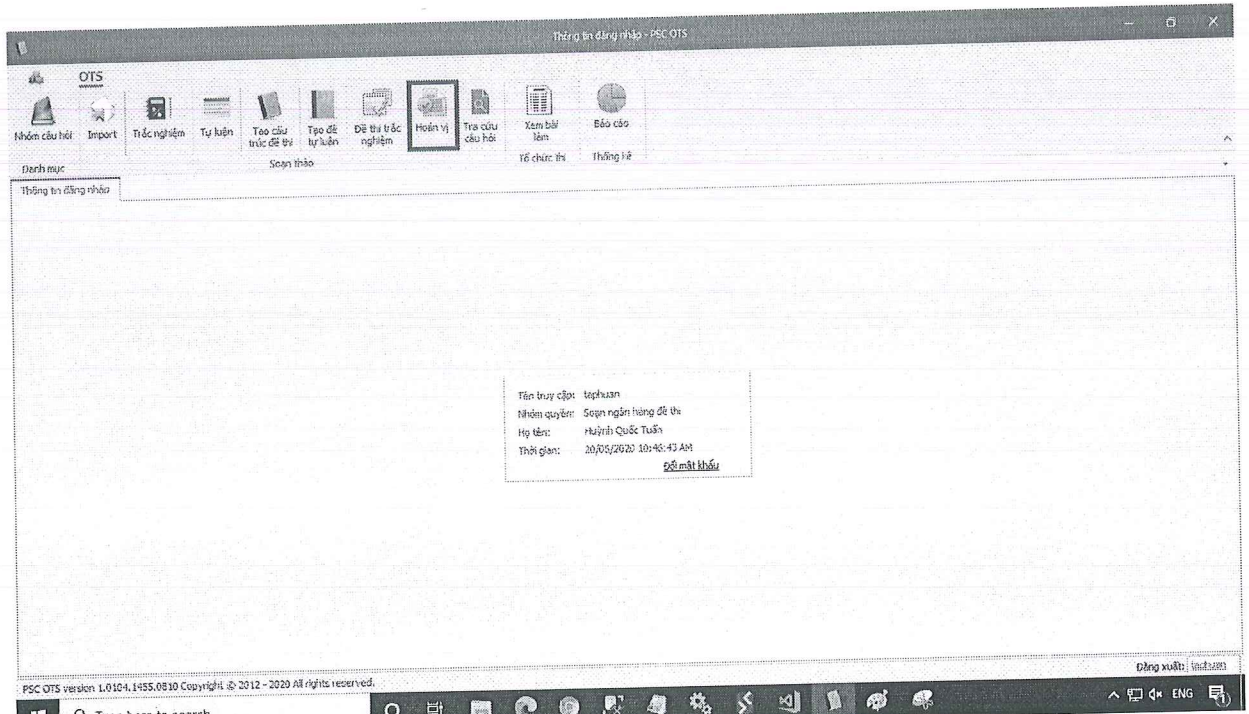 Thông tin đăng nhập - PSC OTS
OTS
Nhóm câu hỏi
Import
Trắc nghiệm
Tự luận
Tạo cấu
trúc đề thi
Tạo đề
tự luận
Đề thi trắc
nghiệm
Hoán vị
Tra cứu
câu hỏi
Xem bài
làm
Báo cáo
Danh mục
Soạn thảo
Tổ chức thi
Thống kê
Thông tin đăng nhập
Tên truy cập: taphuan
Nhóm quyền: Soạn ngân hàng đề thi
Họ tên: Huỳnh Quốc Tuấn
Thời gian: 20/05/2020 10:46:43 AM
Đổi mật khẩu
Đăng xuất: taphuan
PSC OTS version 1.0104.1455.0810 Copyright © 2012 - 2020 All rights reserved.
Type here to search
ENG